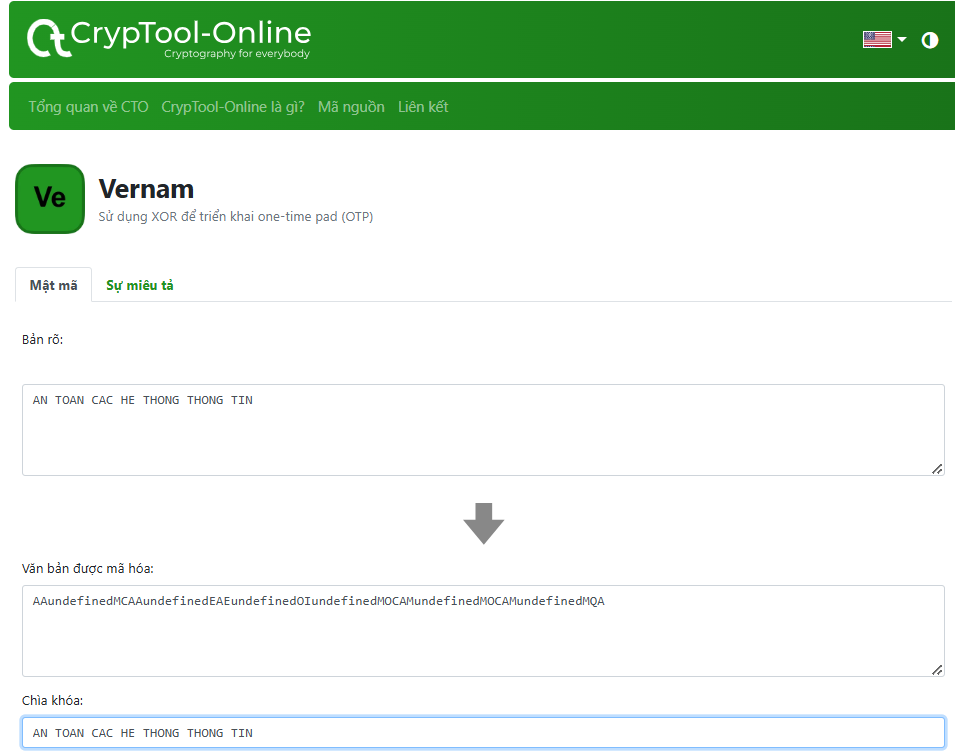 CrypTool-Online
Cryptography for everybody
Tổng quan về CTO CrypTool-Online là gì? Mã nguồn Liên kết
Ve
Vernam
Sử dụng XOR để triển khai one-time pad (OTP)
Mật mã Sự miêu tả
Bản rõ:
AN TOAN CAC HE THONG THONG TIN
Văn bản được mã hóa:
AAundefinedMCAAundefinedEAEundefinedOIundefinedMOCAMundefinedMOCAMundefinedMQA
Chìa khóa:
AN TOAN CAC HE THONG THONG TIN